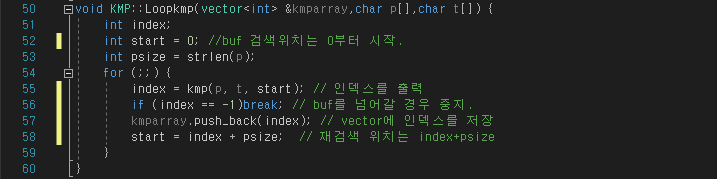 50 void KMP::Loopkmp(vector<int> &kmparray,char p[],char t[]) {
51 int index;
52 int start = 0; //buf 검색위치는 0부터 시작.
53 int psize = strlen(p);
54 for (;;) {
55 index = kmp(p, t, start); // 인덱스를 출력
56 if (index == -1)break; // buf를 넘어갈 경우 중지.
57 kmparray.push_back(index); // vector에 인덱스를 저장
58 start = index + psize; // 재검색 위치는 index+psize
59 }
60 }